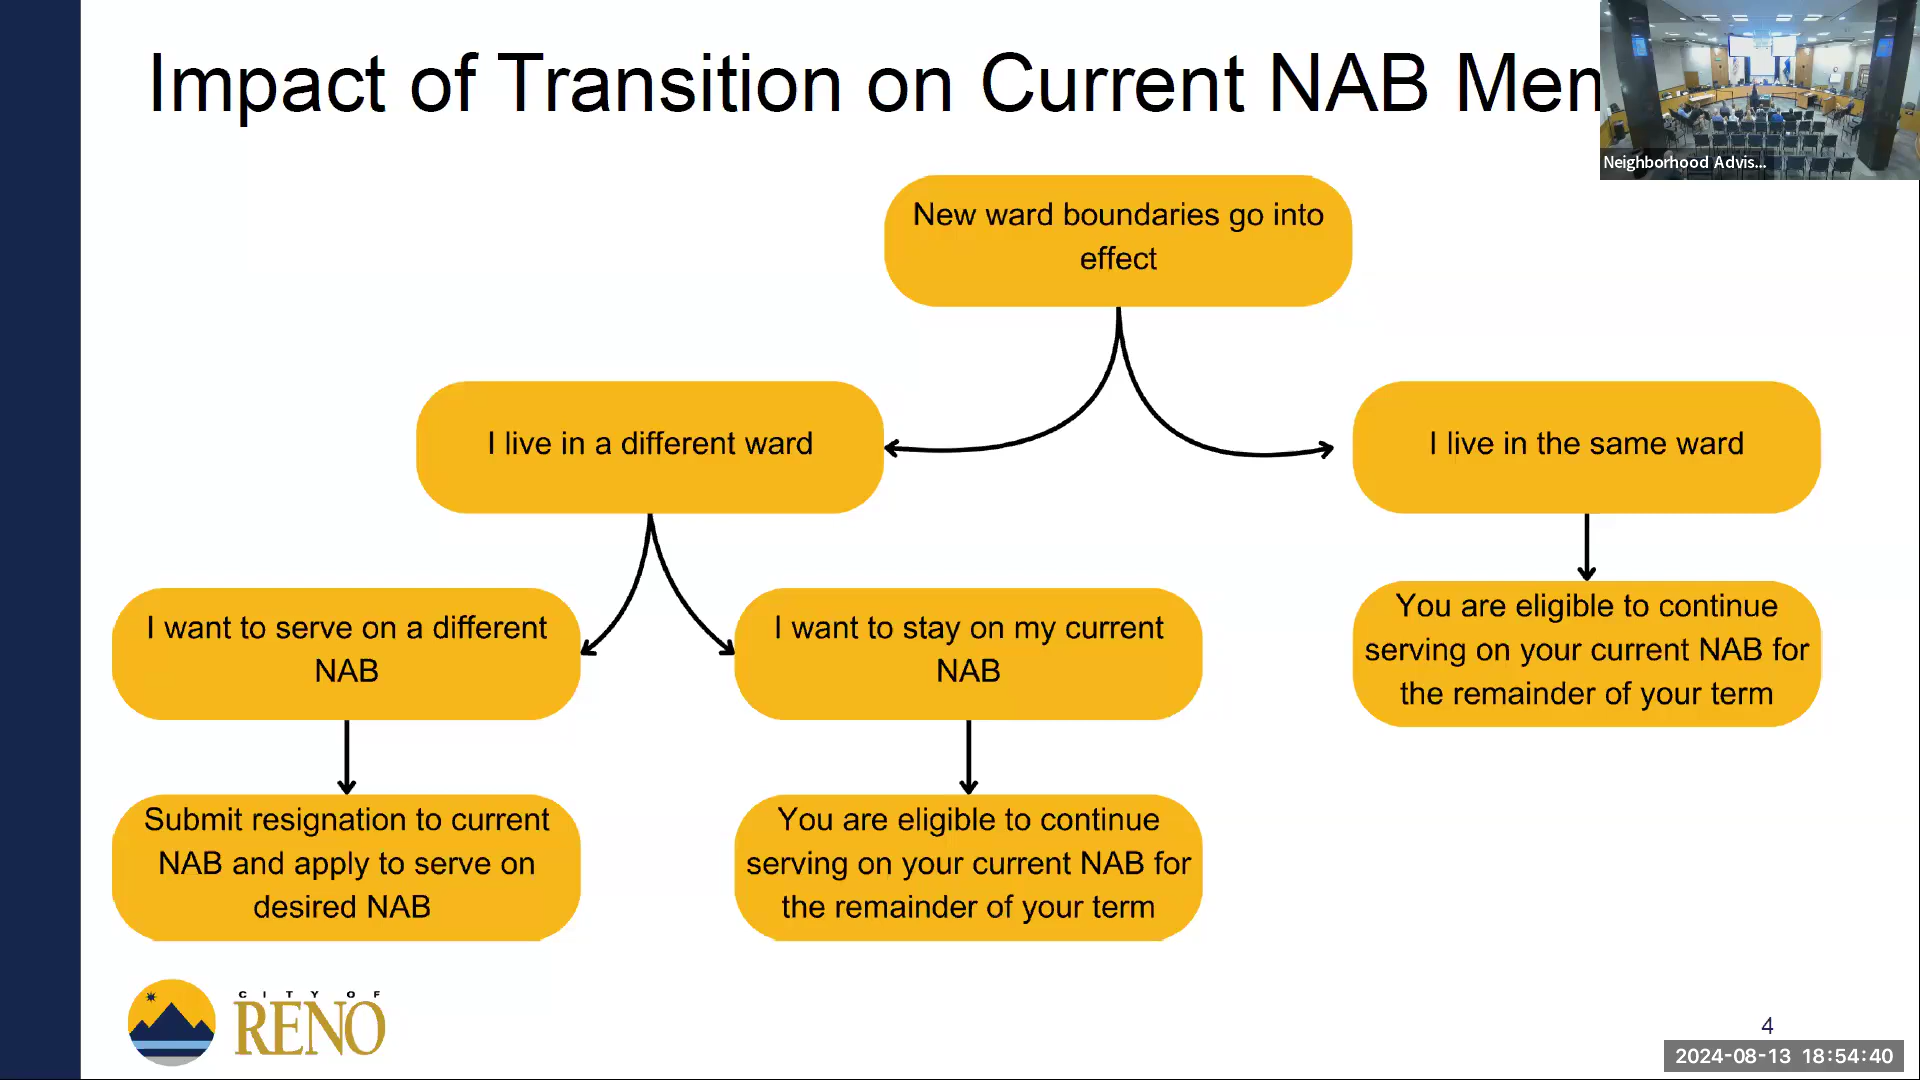 Impact of Transition on Current NAB Mem
Neighborhood Advis...
New ward boundaries go into
effect
I live in a different ward
I live in the same ward
I want to serve on a different
NAB
I want to stay on my current
NAB
You are eligible to continue
serving on your current NAB for
the remainder of your term
Submit resignation to current
NAB and apply to serve on
desired NAB
You are eligible to continue
serving on your current NAB for
the remainder of your term
CITY OF
RENO
4
2024-08-13 18:54:40